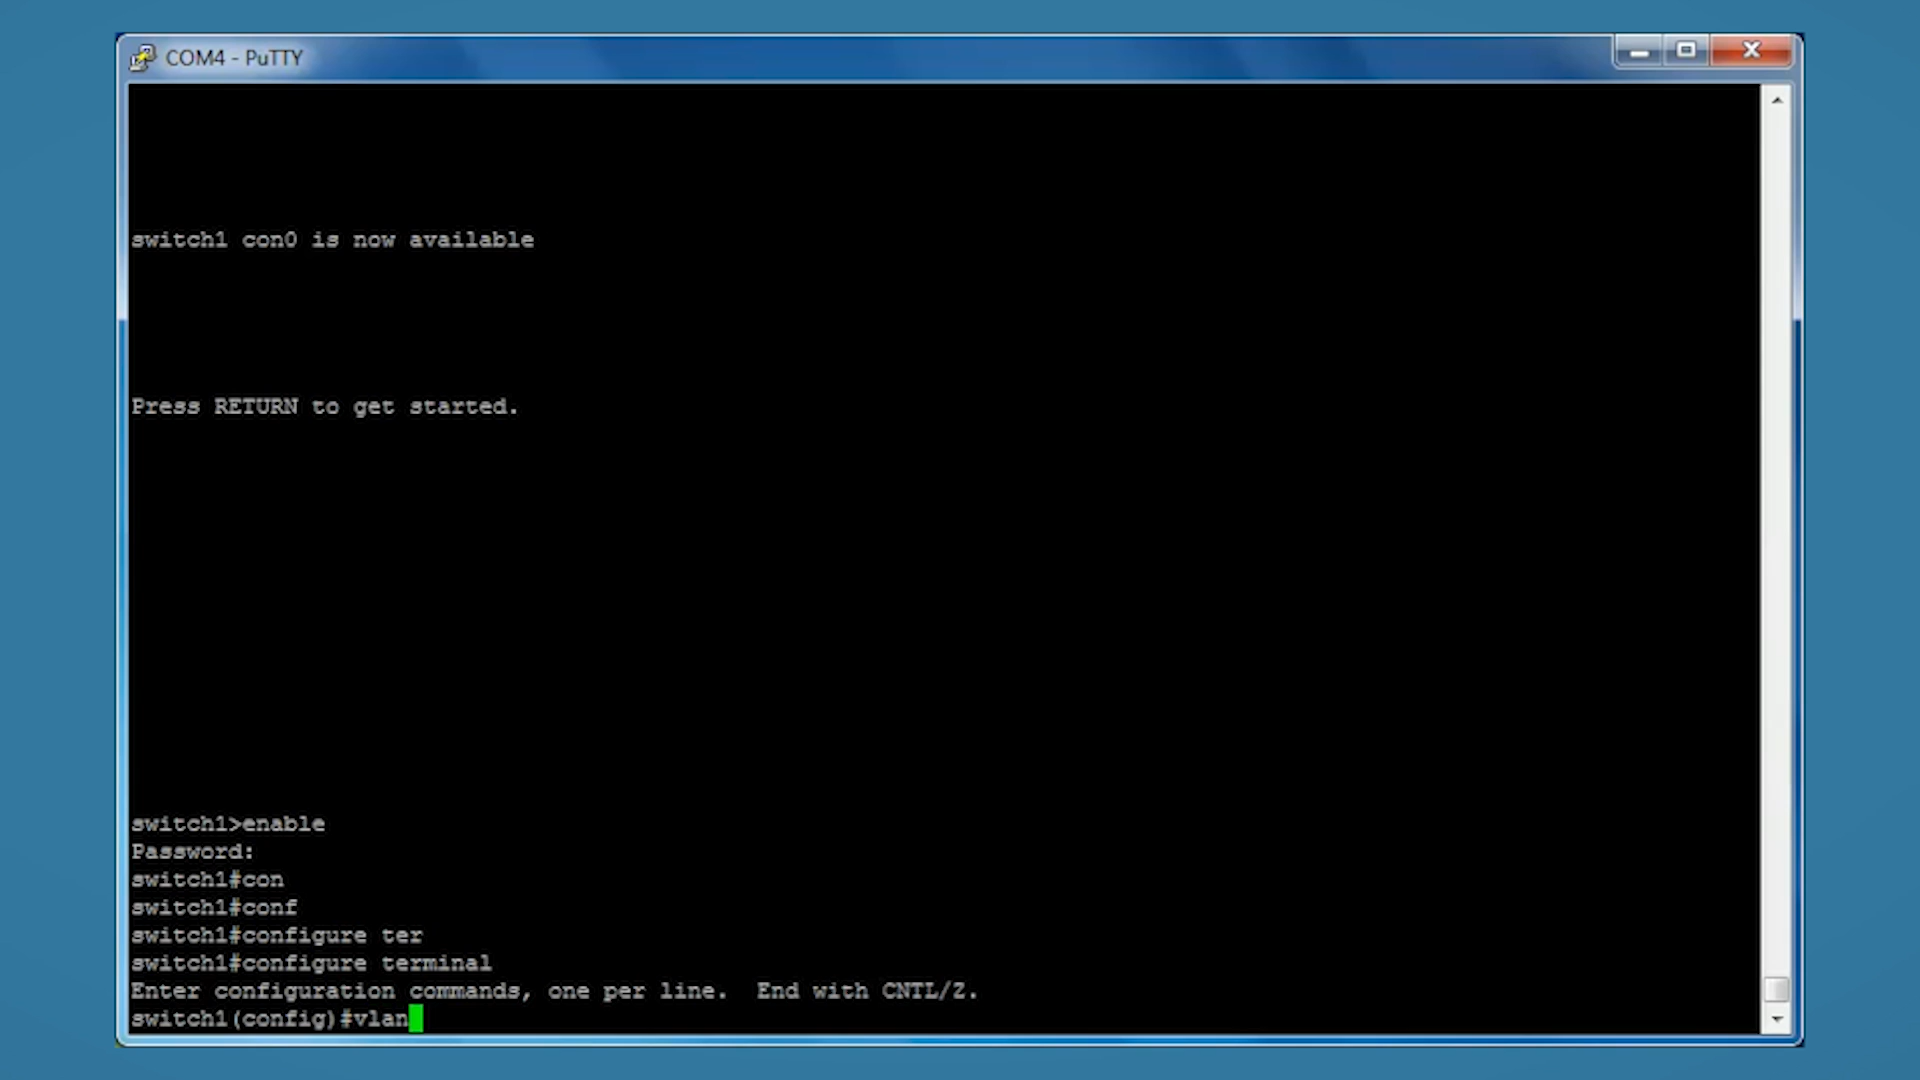 COM4 - PuTTY
switch1 con0 is now available
Press RETURN to get started.
switch1>enable
Password:
switch1#con
switch1#conf
switch1#configure ter
switch1#configure terminal
Enter configuration commands, one per line.  End with CNTL/Z.
switch1(config)#vlan